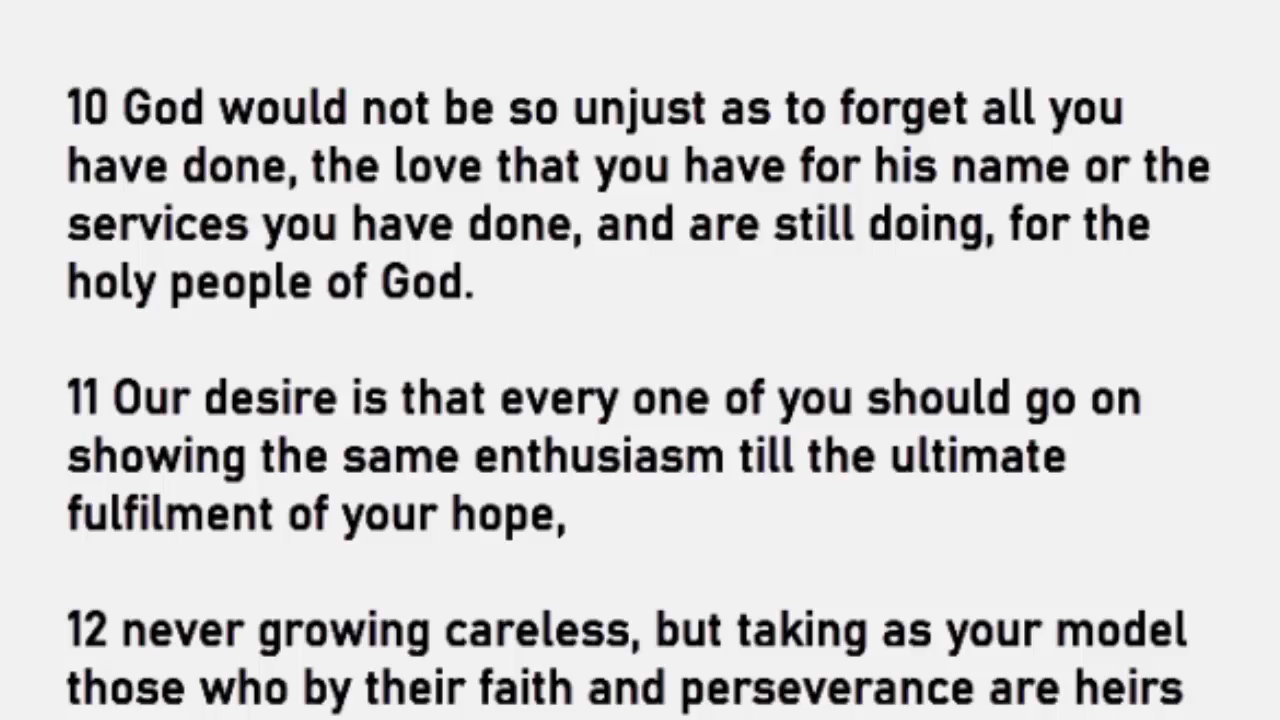 10 God would not be so unjust as to forget all you
have done, the love that you have for his name or the
services you have done, and are still doing, for the
holy people of God.
11 Our desire is that every one of you should go on
showing the same enthusiasm till the ultimate
fulfilment of your hope,
12 never growing careless, but taking as your model
those who by their faith and perseverance are heirs